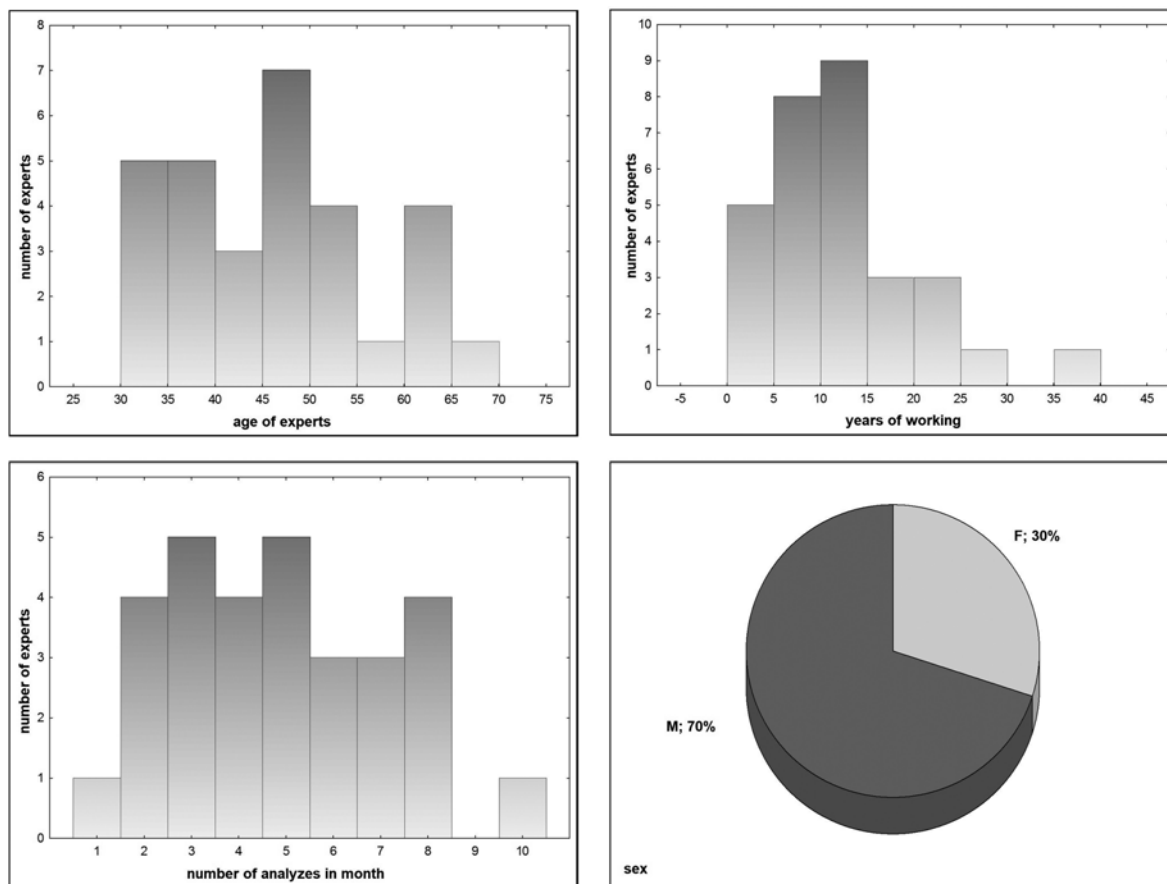 8
7
6
5
4
3
2
1
0
number of experts
25 30 35 40 45 50 55 60 65 70 75
age of experts
10
9
8
7
6
5
4
3
2
1
0
number of experts
-5 0 5 10 15 20 25 30 35 40 45
years of working
6
5
4
3
2
1
0
number of experts
1 2 3 4 5 6 7 8 9 10
number of analyzes in month
F; 30%
M; 70%
sex